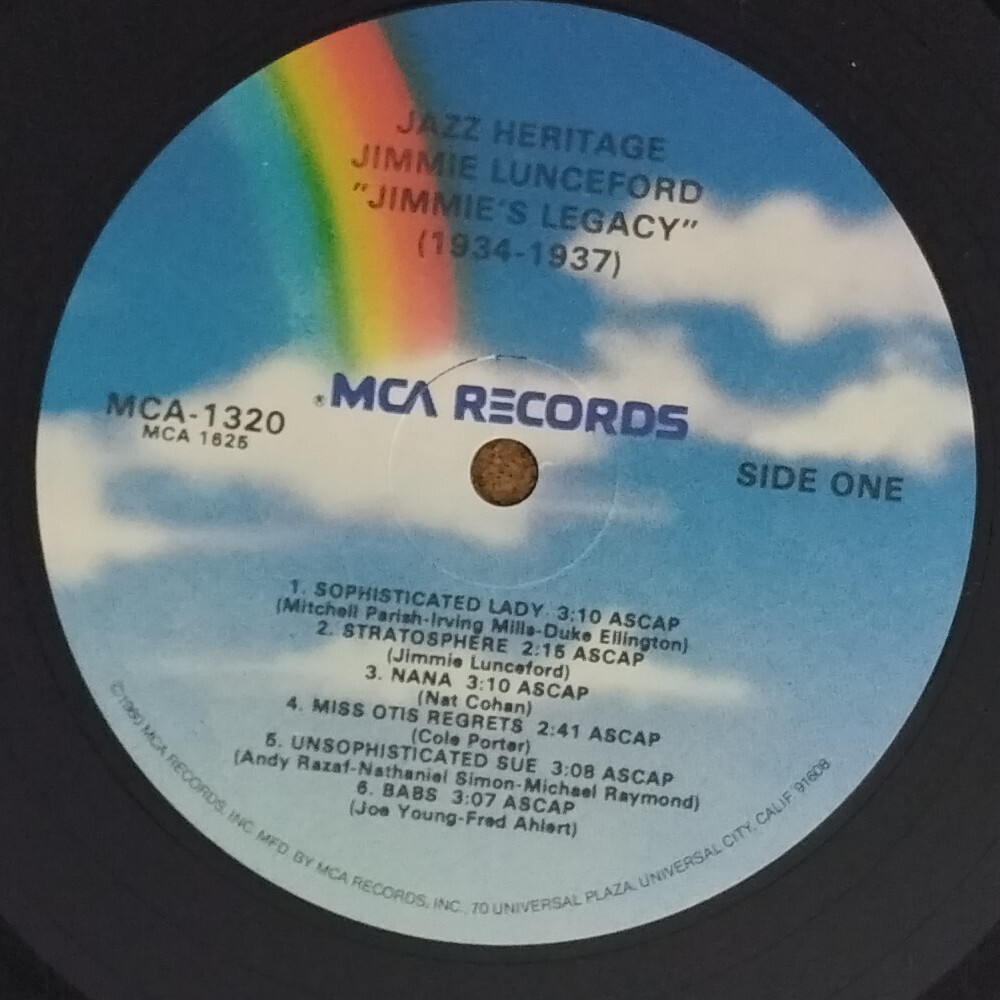 JAZZ HERITAGE
JIMMIE LUNCEFORD
"JIMMIE'S LEGACY"
(1934-1937)
® MCA RECORDS
MCA-1320
MCA 1625
SIDE ONE
1. SOPHISTICATED LADY 3:10 ASCAP
(Mitchell Parish-Irving Mills-Duke Ellington)
2. STRATOSPHERE 2:15 ASCAP
(Jimmie Lunceford)
3. NANA 3:10 ASCAP
(Nat Cohan)
4. MISS OTIS REGRETS 2:41 ASCAP
(Cole Porter)
5. UNSOPHISTICATED SUE 3:08 ASCAP
(Andy Razaf-Nathaniel Simon-Michael Raymond)
6. BABS 3:07 ASCAP
(Joe Young-Fred Ahlert)
©1980 MCA RECORDS, INC. MFD. BY MCA RECORDS, INC., 70 UNIVERSAL PLAZA, UNIVERSAL CITY, CALIF. 91608